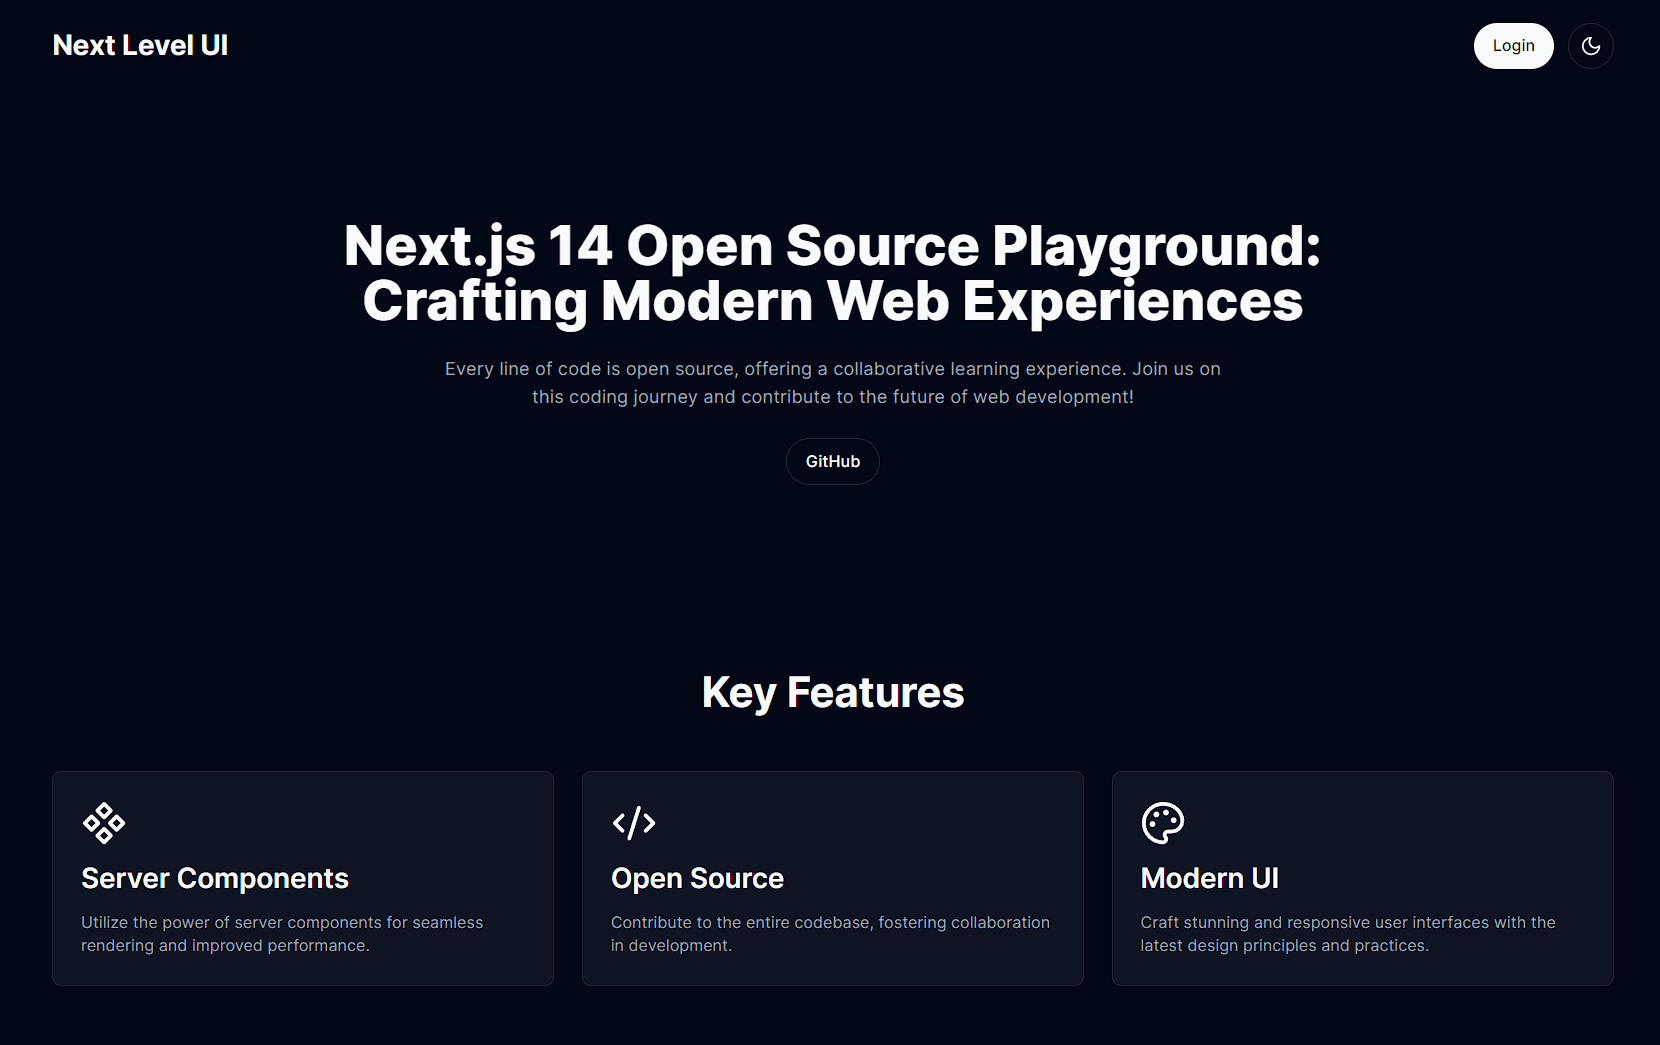 Next Level UI
Login
Next.js 14 Open Source Playground:
Crafting Modern Web Experiences
Every line of code is open source, offering a collaborative learning experience. Join us on
this coding journey and contribute to the future of web development!
GitHub
Key Features
Server Components
Utilize the power of server components for seamless
rendering and improved performance.
Open Source
Contribute to the entire codebase, fostering collaboration
in development.
Modern UI
Craft stunning and responsive user interfaces with the
latest design principles and practices.